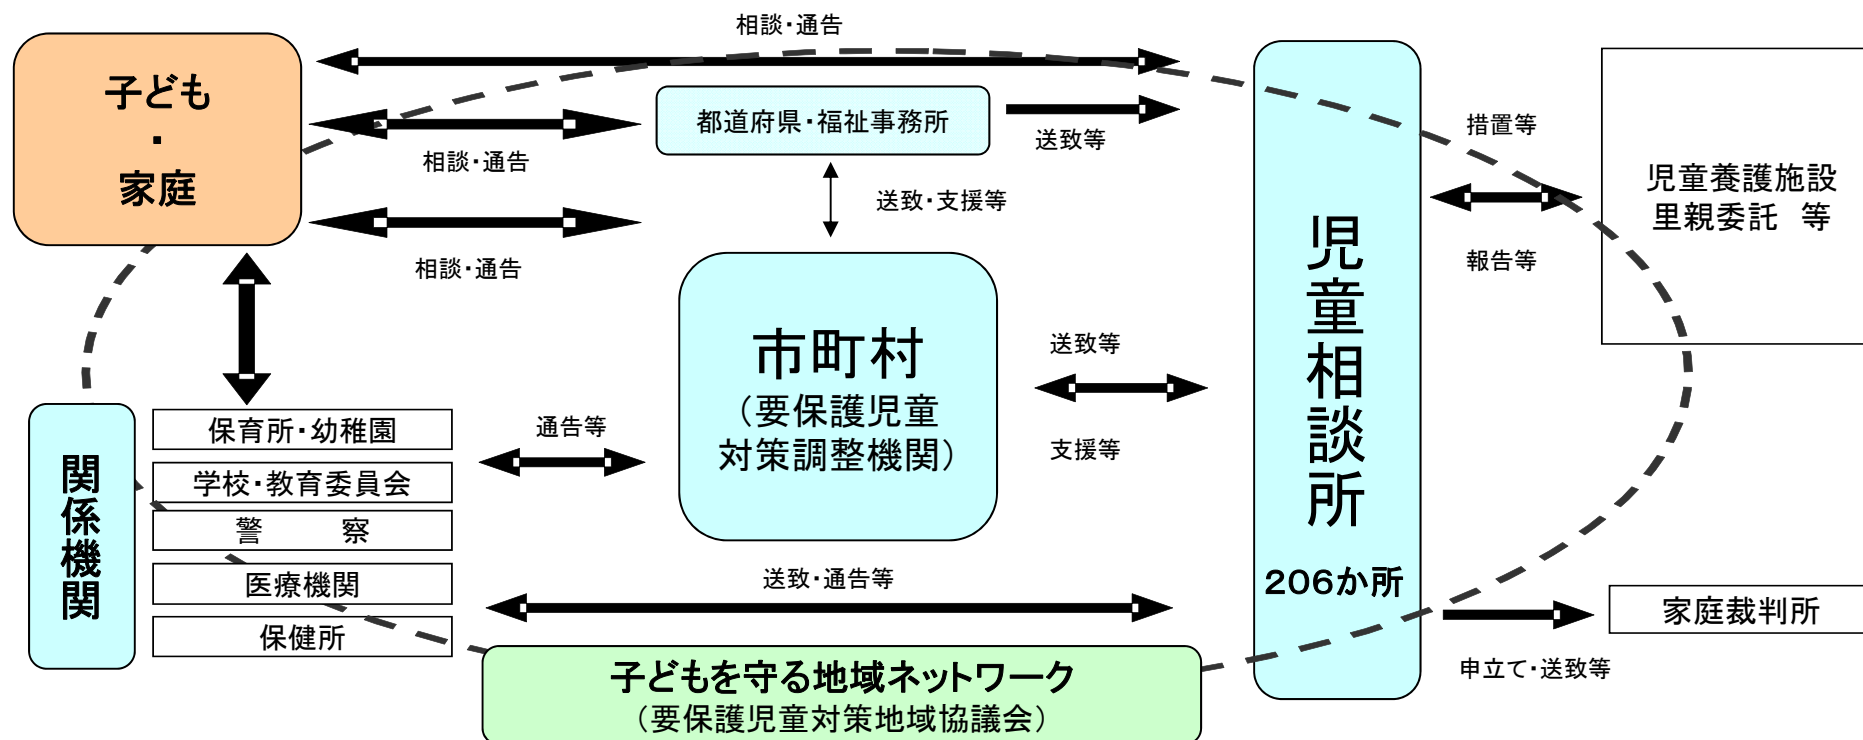 相談・通告
子ども
・
家庭
都道府県・福祉事務所
送致等
相談・通告
送致・支援等
相談・通告
措置等
児童養護施設
里親委託　等
報告等
児童相談所
206か所
市町村
（要保護児童
対策調整機関）
送致等
支援等
通告等
関係機関
保育所・幼稚園
学校・教育委員会
警　　察
医療機関
保健所
送致・通告等
家庭裁判所
申立て・送致等
子どもを守る地域ネットワーク
（要保護児童対策地域協議会）